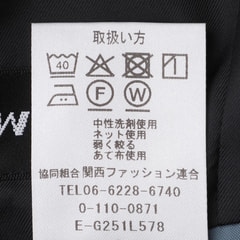 取扱い方
40
F W
中性洗剤使用
ネット使用
弱く絞る
あて布使用
協同組合 関西ファッション連合
TEL06-6228-6740
0-110-0871
E-G251L578
W